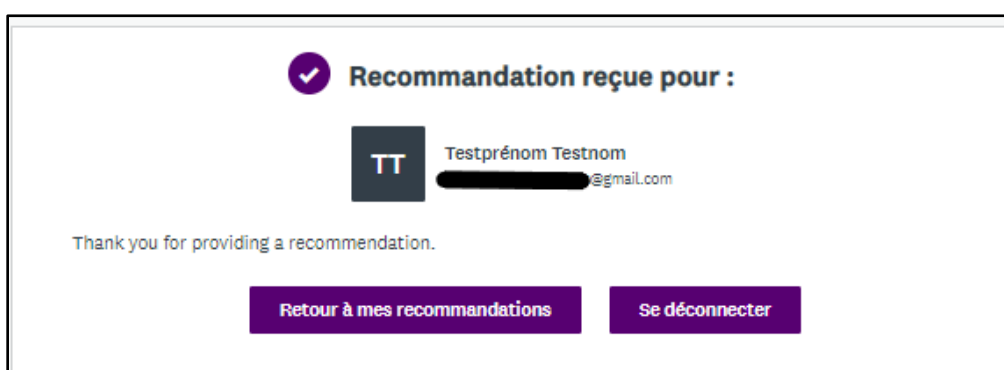 Recommandation reçue pour :
TT
Testprénom Testnom
@gmail.com
Thank you for providing a recommendation.
Retour à mes recommandations
Se déconnecter